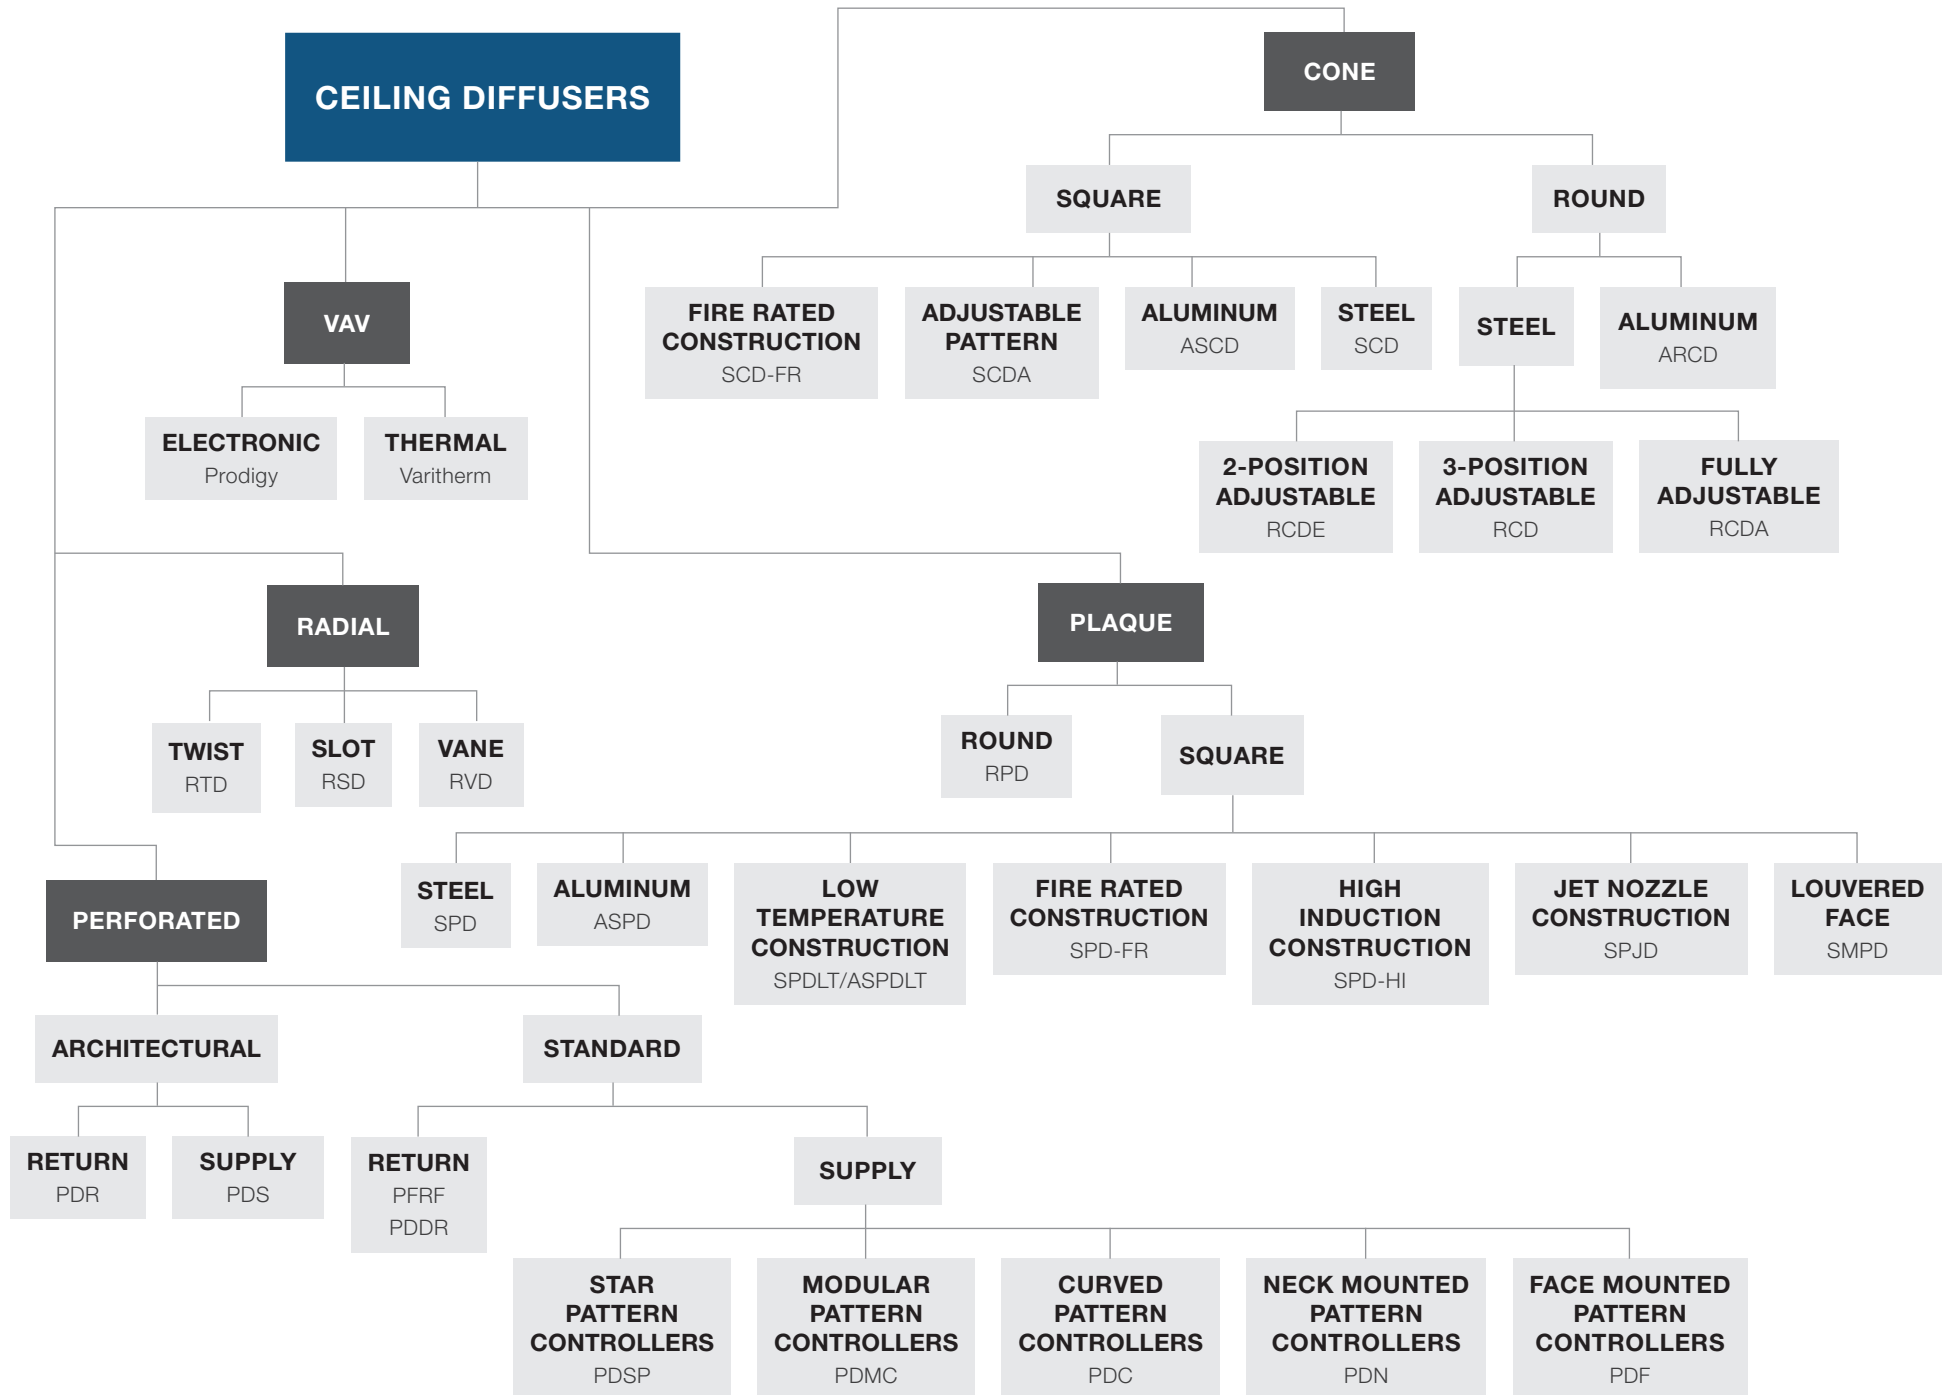 CEILING DIFFUSERS
CONE
SQUARE
ROUND
FIRE RATED
CONSTRUCTION
SCD-FR
ADJUSTABLE
PATTERN
SCDA
ALUMINUM
ASCD
STEEL
SCD
STEEL
ALUMINUM
ARCD
2-POSITION
ADJUSTABLE
RCDE
3-POSITION
ADJUSTABLE
RCD
FULLY
ADJUSTABLE
RCDA
VAV
ELECTRONIC
Prodigy
THERMAL
Varitherm
RADIAL
TWIST
RTD
SLOT
RSD
VANE
RVD
PLAQUE
ROUND
RPD
SQUARE
STEEL
SPD
ALUMINUM
ASPD
LOW
TEMPERATURE
CONSTRUCTION
SPDLT/ASPDLT
FIRE RATED
CONSTRUCTION
SPD-FR
HIGH
INDUCTION
CONSTRUCTION
SPD-HI
JET NOZZLE
CONSTRUCTION
SPJD
LOUVERED
FACE
SMPD
PERFORATED
ARCHITECTURAL
STANDARD
RETURN
PDR
SUPPLY
PDS
RETURN
PFRF
PDDR
SUPPLY
STAR
PATTERN
CONTROLLERS
PDSP
MODULAR
PATTERN
CONTROLLERS
PDMC
CURVED
PATTERN
CONTROLLERS
PDC
NECK MOUNTED
PATTERN
CONTROLLERS
PDN
FACE MOUNTED
PATTERN
CONTROLLERS
PDF